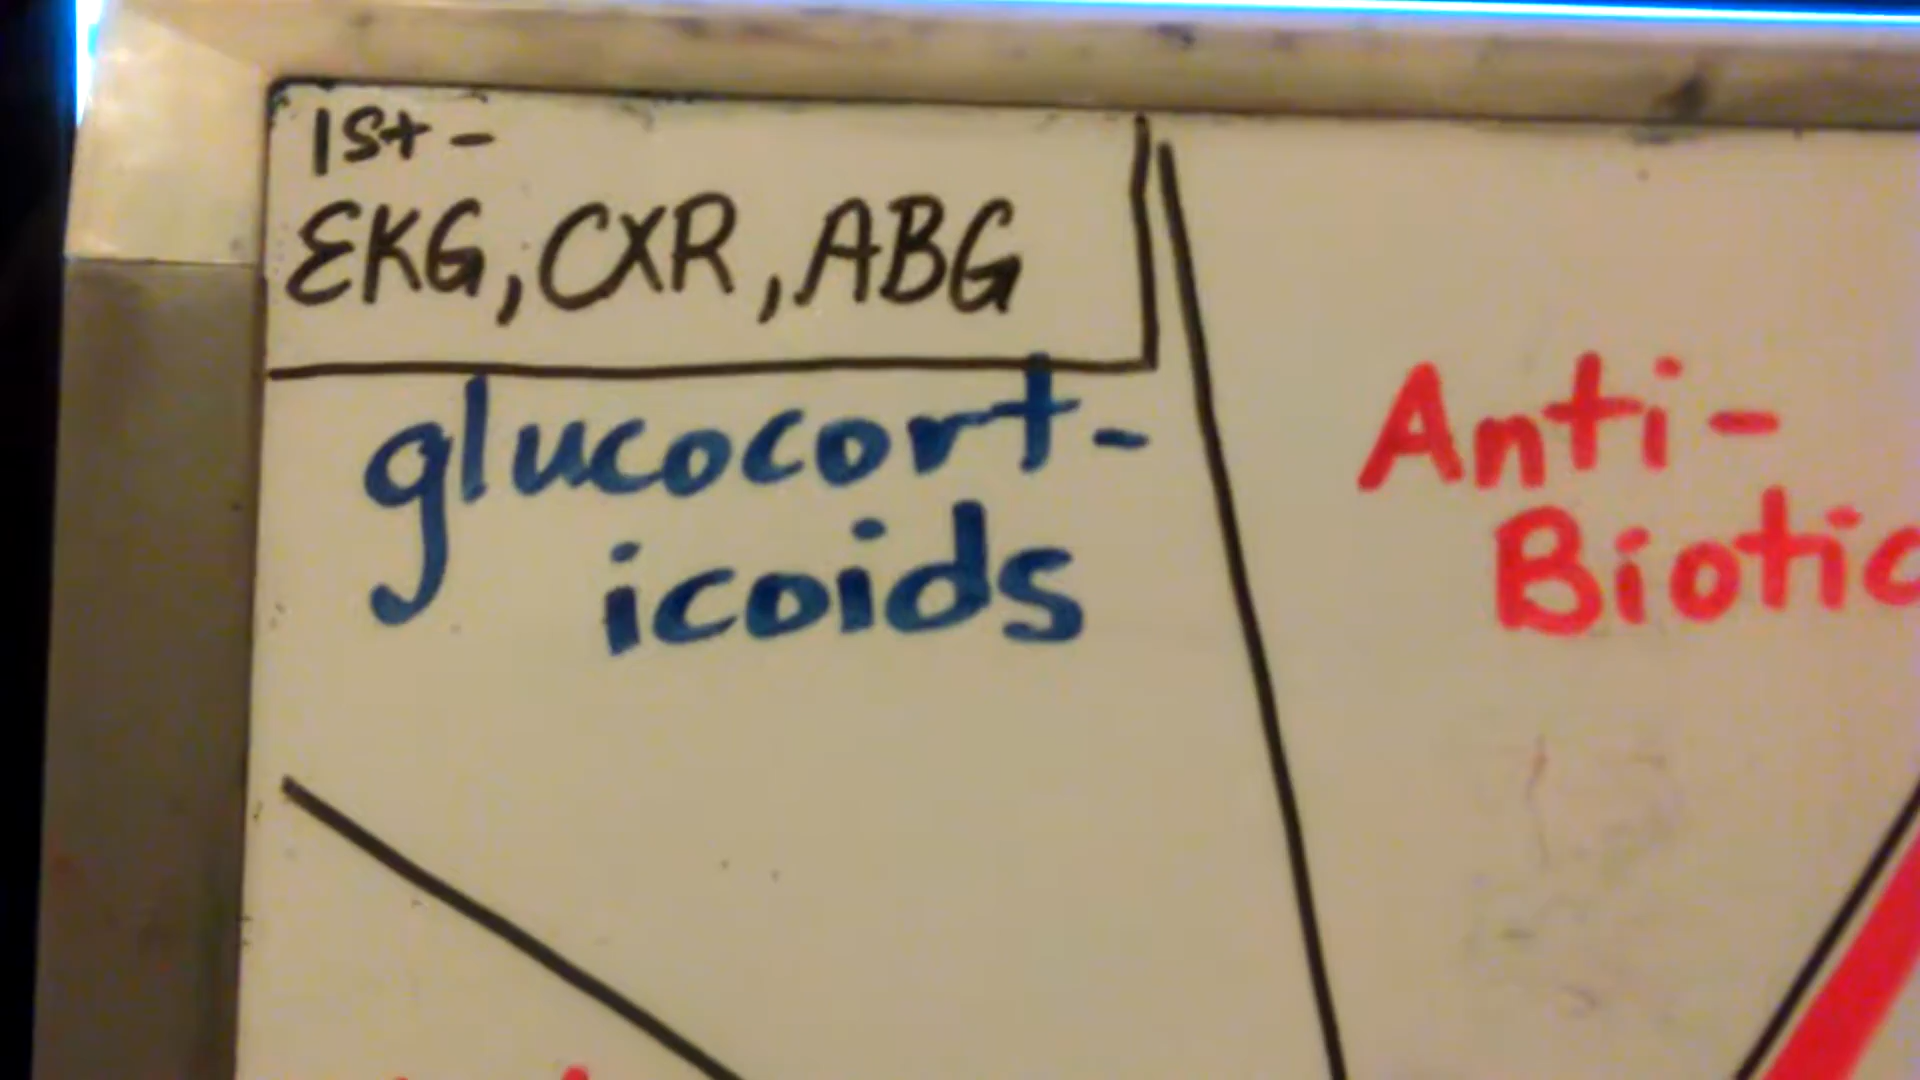 1st-
EKG, CXR, ABG
glucocort-
icoids
Anti-
Biotic